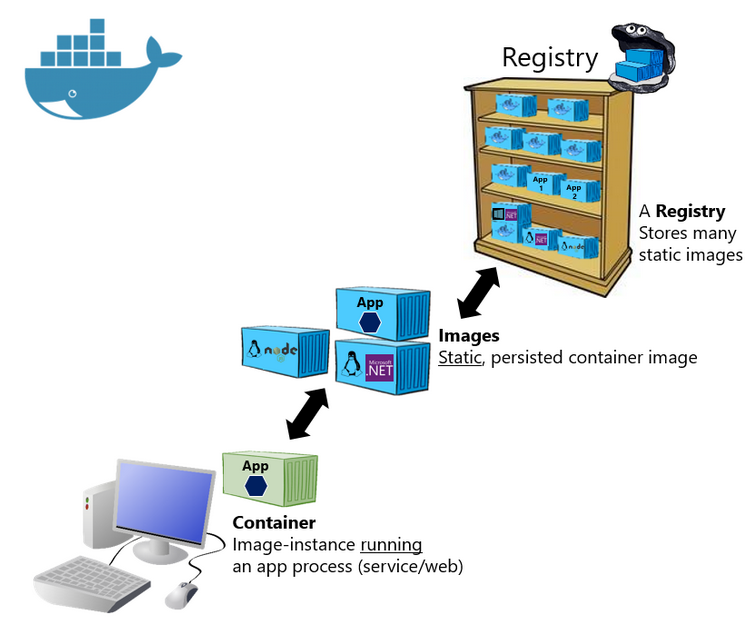 Registry
App
1
App
2
.NET
.NET
node
A Registry
Stores many
static images
App
Images
Static, persisted container image
node
Microsoft
.NET
App
Container
Image-instance running
an app process (service/web)